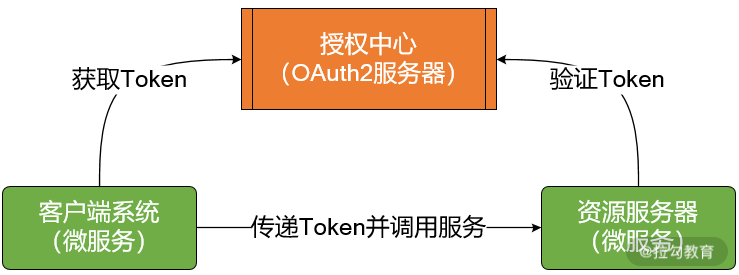 授权中心
（OAuth2服务器）
获取Token
验证Token
客户端系统
（微服务）
传递Token并调用服务
资源服务器
（微服务）
@拉勾教育